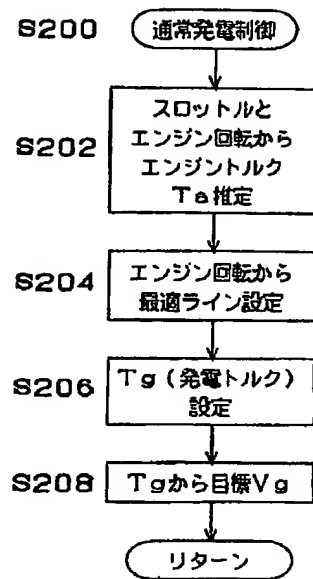 S200 通常発電制御
スロットルと
S202 エンジン回転から
エンジントルク
Ta推定
S204 エンジン回転から
最適ライン設定
S206 Tg(発電トルク)
設定
S208 Tgから目標Vg
リターン